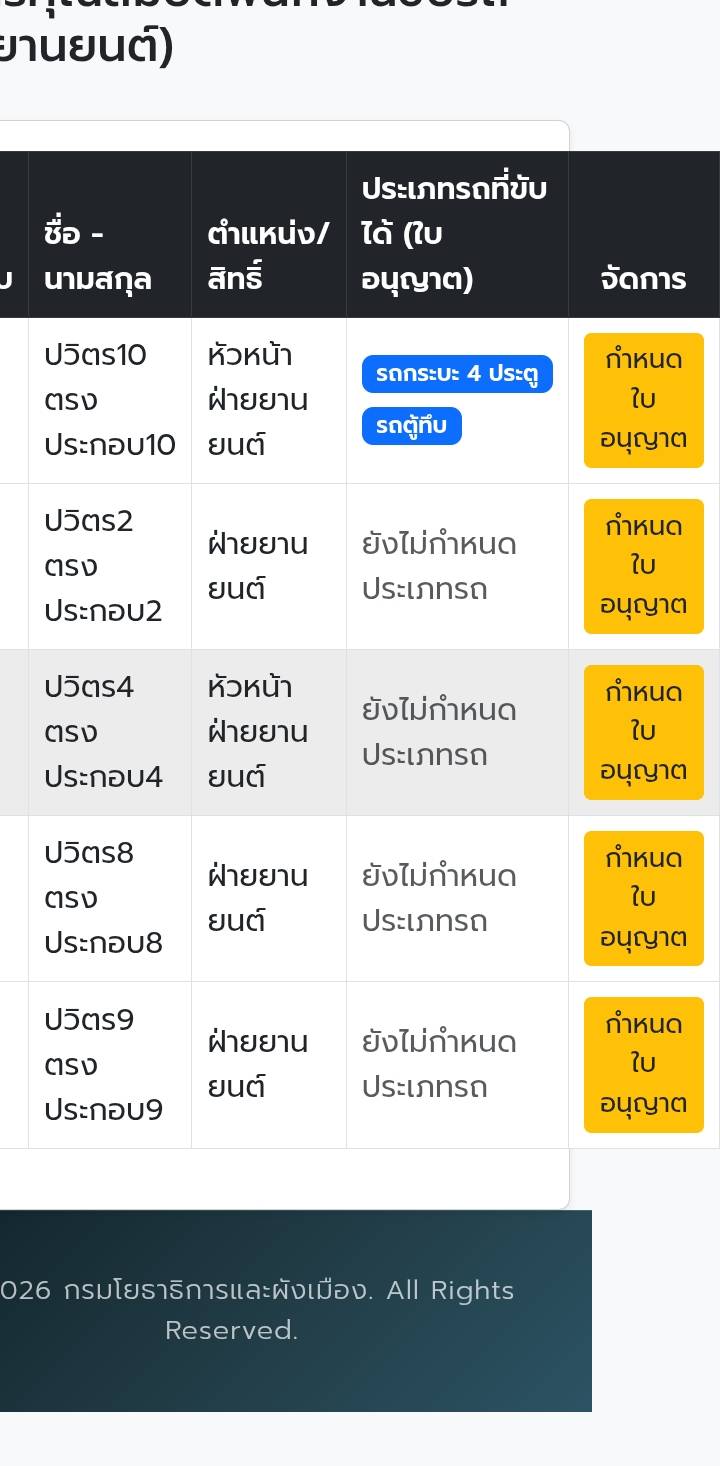 ยานยนต์)
ชื่อ -
นามสกุล
ตำแหน่ง/
สิทธิ์
ประเภทรถที่ขับ
ได้ (ใบ
อนุญาต)
จัดการ
ปวิตร10
ตรง
ประกอบ10
หัวหน้า
ฝ่ายยาน
ยนต์
รถกระบะ 4 ประตู
รถตู้ทึบ
กำหนด
ใบ
อนุญาต
ปวิตร2
ตรง
ประกอบ2
ฝ่ายยาน
ยนต์
ยังไม่กำหนด
ประเภทรถ
กำหนด
ใบ
อนุญาต
ปวิตร4
ตรง
ประกอบ4
หัวหน้า
ฝ่ายยาน
ยนต์
ยังไม่กำหนด
ประเภทรถ
กำหนด
ใบ
อนุญาต
ปวิตร8
ตรง
ประกอบ8
ฝ่ายยาน
ยนต์
ยังไม่กำหนด
ประเภทรถ
กำหนด
ใบ
อนุญาต
ปวิตร9
ตรง
ประกอบ9
ฝ่ายยาน
ยนต์
ยังไม่กำหนด
ประเภทรถ
กำหนด
ใบ
อนุญาต
026 กรมโยธาธิการและผังเมือง. All Rights
Reserved.